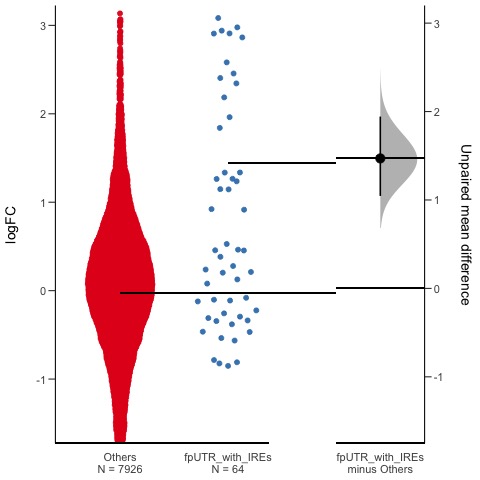 3
2
1
0
-1
logFC
3
2
1
0
-1
Unpaired mean difference
Others
N = 7926
fpUTR_with_IREs
N = 64
fpUTR_with_IREs
minus Others